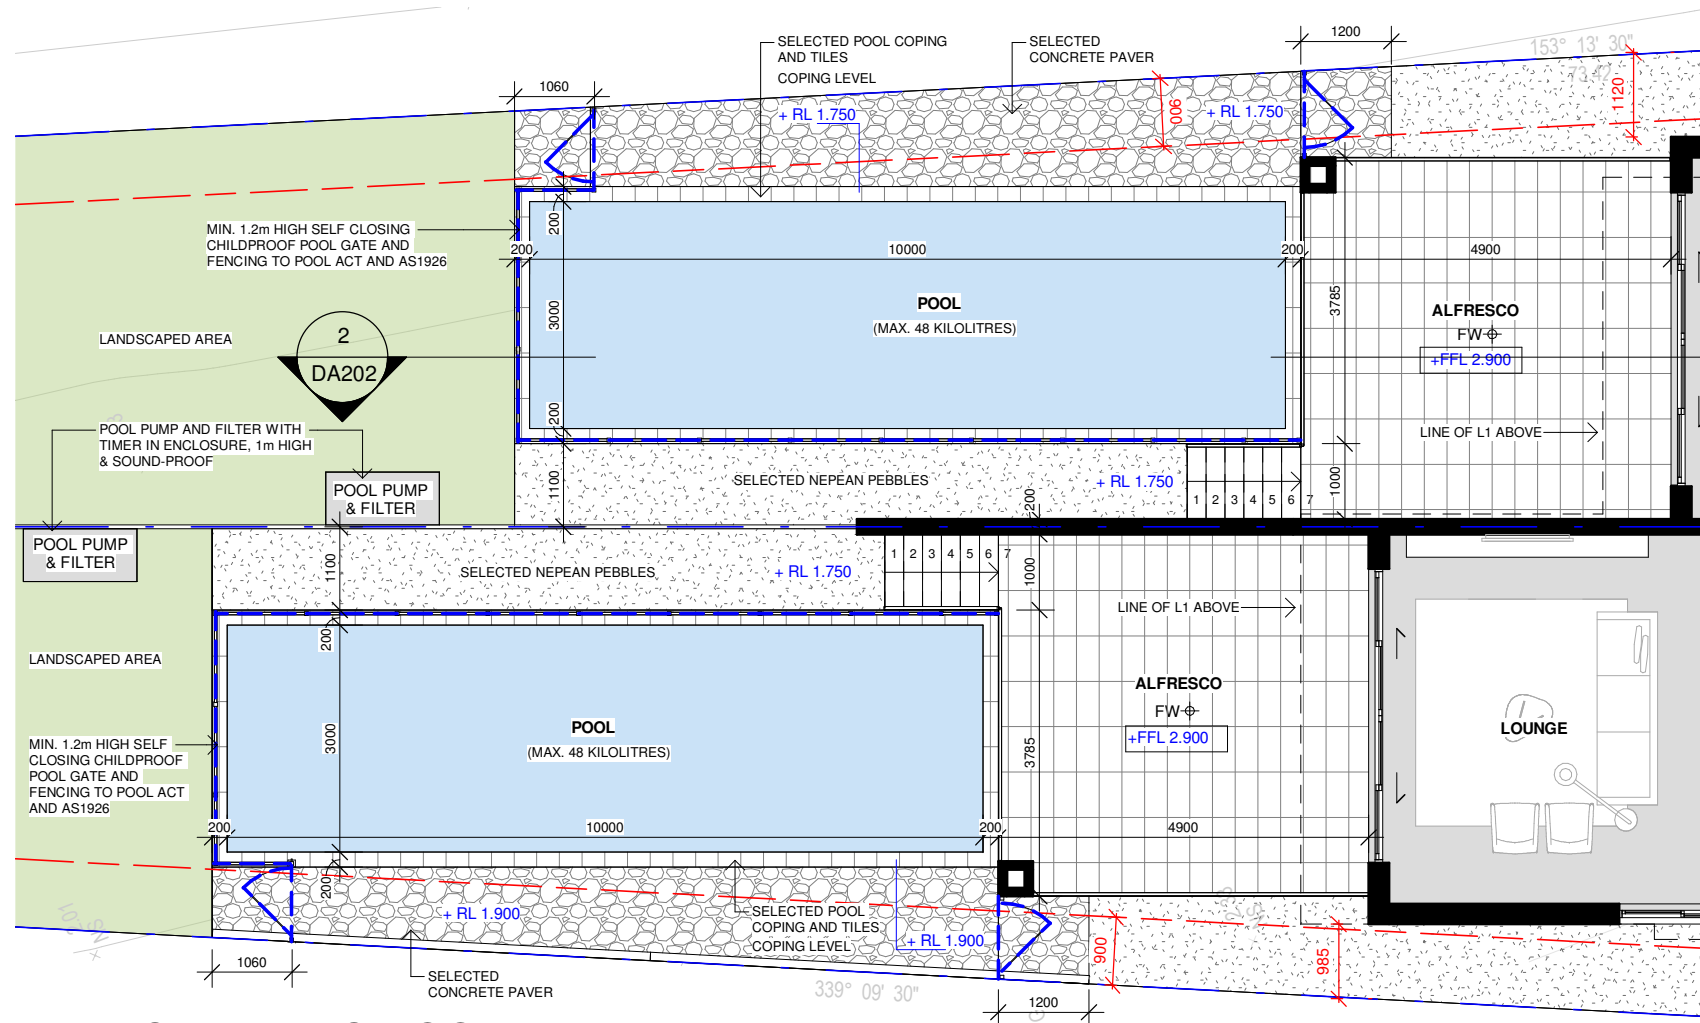 1200
153° 13' 30"
73.42
SELECTED POOL COPING
AND TILES
COPING LEVEL
SELECTED
CONCRETE PAVER
1060
900
1120
+ RL 1.750
+ RL 1.750
MIN. 1.2m HIGH SELF CLOSING
CHILDPROOF POOL GATE AND
FENCING TO POOL ACT AND AS1926
200
200
10000
200
4900
3000
3785
POOL
(MAX. 48 KILOLITRES)
ALFRESCO
FW
+FFL 2.900
LANDSCAPED AREA
2
DA202
200
LINE OF L1 ABOVE
POOL PUMP AND FILTER WITH
TIMER IN ENCLOSURE, 1m HIGH
& SOUND-PROOF
POOL PUMP
& FILTER
1100
SELECTED NEPEAN PEBBLES
+ RL 1.750
1 2 3 4 5 6 7
1000
200
POOL PUMP
& FILTER
1100
SELECTED NEPEAN PEBBLES
+ RL 1.750
1 2 3 4 5 6 7
1000
LINE OF L1 ABOVE
200
LANDSCAPED AREA
ALFRESCO
FW
+FFL 2.900
LOUNGE
POOL
(MAX. 48 KILOLITRES)
3000
3785
MIN. 1.2m HIGH SELF
CLOSING CHILDPROOF
POOL GATE AND
FENCING TO POOL ACT
AND AS1926
200
10000
200
4900
200
+ RL 1.900
SELECTED POOL
COPING AND TILES
COPING LEVEL
+ RL 1.900
900
985
1060
SELECTED
CONCRETE PAVER
339° 09' 30"
1200